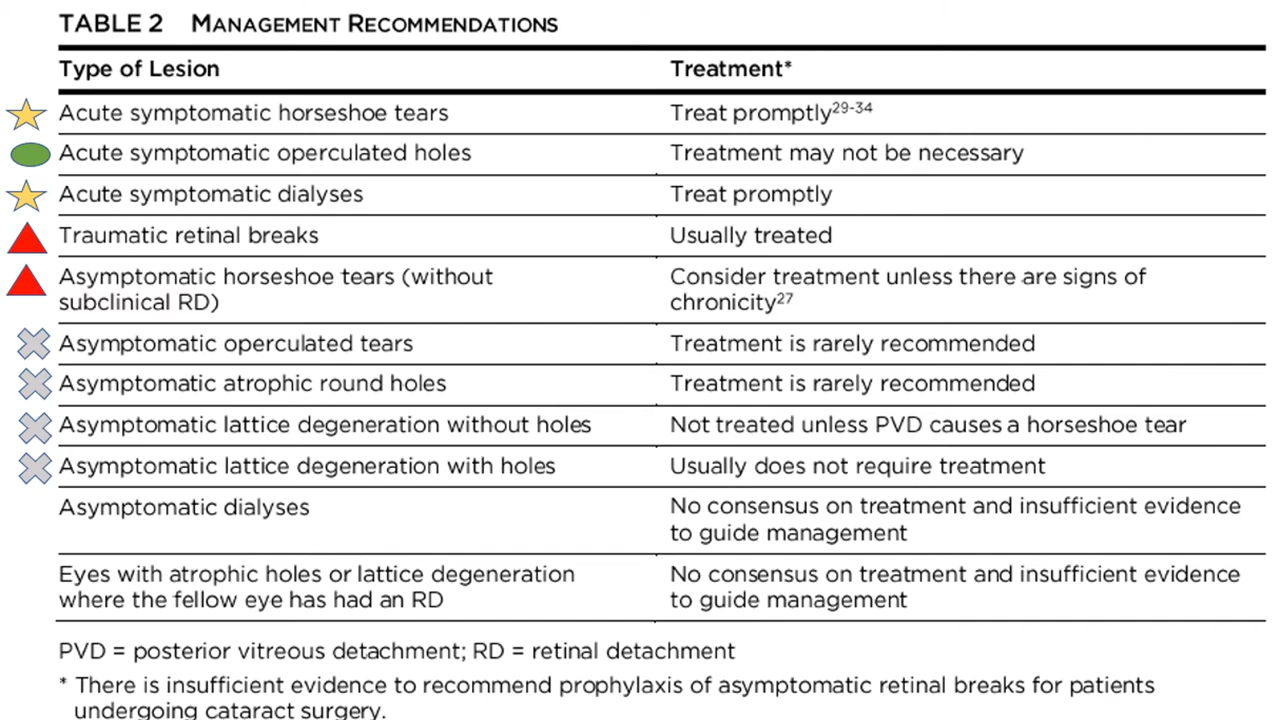 TABLE 2 MANAGEMENT RECOMMENDATIONS
Type of Lesion Treatment*
Acute symptomatic horseshoe tears Treat promptly29-34
Acute symptomatic operculated holes Treatment may not be necessary
Acute symptomatic dialyses Treat promptly
Traumatic retinal breaks Usually treated
Asymptomatic horseshoe tears (without Consider treatment unless there are signs of
subclinical RD) chronicity27
Asymptomatic operculated tears Treatment is rarely recommended
Asymptomatic atrophic round holes Treatment is rarely recommended
Asymptomatic lattice degeneration without holes Not treated unless PVD causes a horseshoe tear
Asymptomatic lattice degeneration with holes Usually does not require treatment
Asymptomatic dialyses No consensus on treatment and insufficient evidence
to guide management
Eyes with atrophic holes or lattice degeneration No consensus on treatment and insufficient evidence
where the fellow eye has had an RD to guide management
PVD = posterior vitreous detachment; RD = retinal detachment
* There is insufficient evidence to recommend prophylaxis of asymptomatic retinal breaks for patients
undergoing cataract surgery.